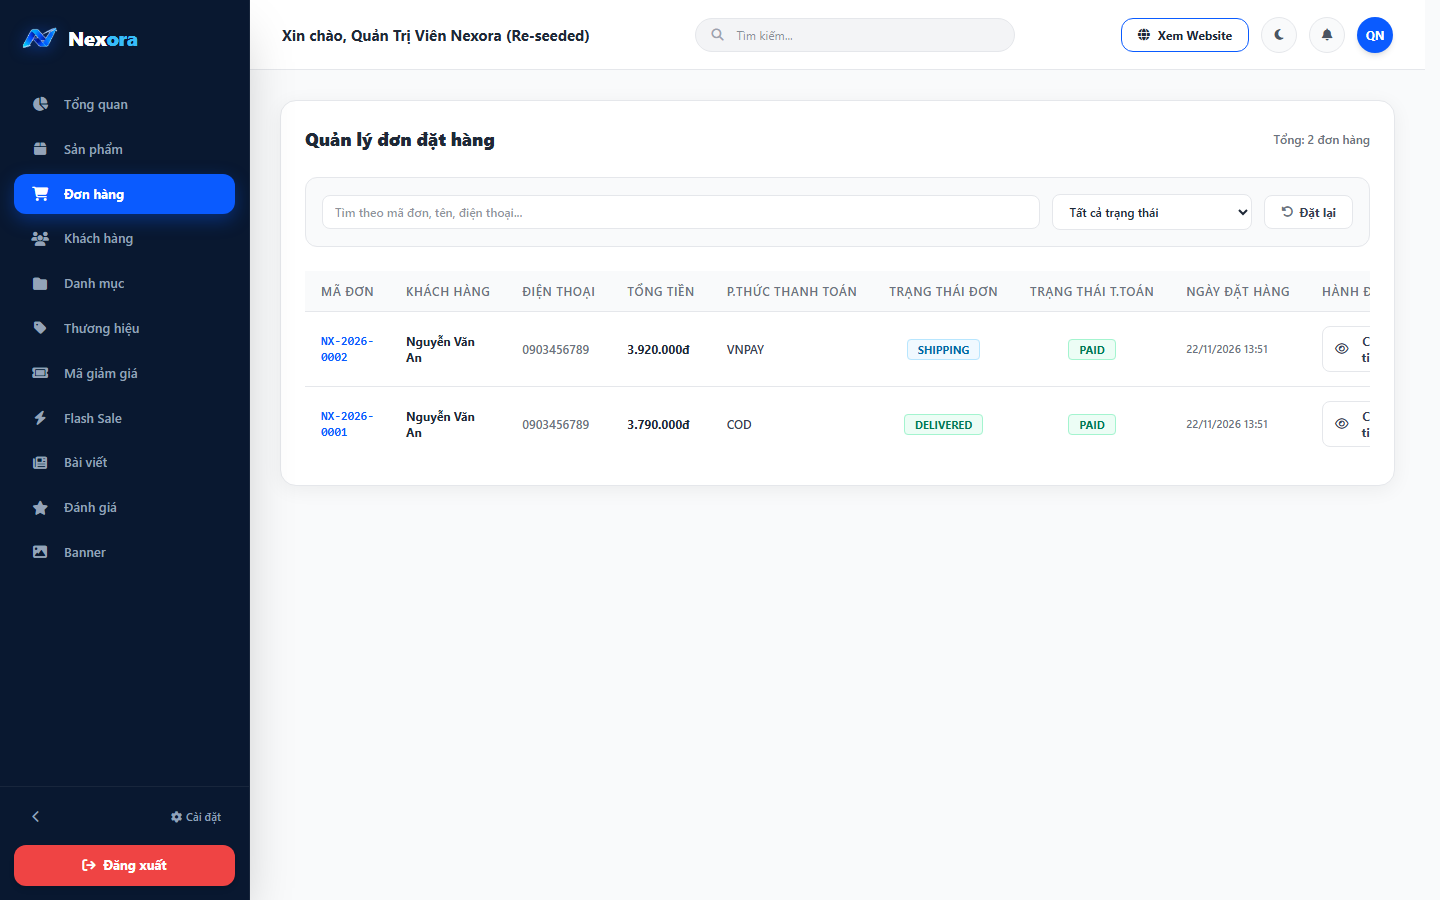 Nexora
Xin chào, Quản Trị Viên Nexora (Re-seeded)
Tìm kiếm...
Xem Website
QN
Tổng quan
Sản phẩm
Đơn hàng
Khách hàng
Danh mục
Thương hiệu
Mã giảm giá
Flash Sale
Bài viết
Đánh giá
Banner
Cài đặt
Đăng xuất
Quản lý đơn đặt hàng
Tổng: 2 đơn hàng
Tìm theo mã đơn, tên, điện thoại...
Tất cả trạng thái
Đặt lại
MÃ ĐƠN KHÁCH HÀNG ĐIỆN THOẠI TỔNG TIỀN P.THỨC THANH TOÁN TRẠNG THÁI ĐƠN TRẠNG THÁI T.TOÁN NGÀY ĐẶT HÀNG HÀNH Đ
NX-2026-
0002
Nguyễn Văn
An
0903456789
3.920.000đ
VNPAY
SHIPPING
PAID
22/11/2026 13:51
C
ti
NX-2026-
0001
Nguyễn Văn
An
0903456789
3.790.000đ
COD
DELIVERED
PAID
22/11/2026 13:51
C
ti